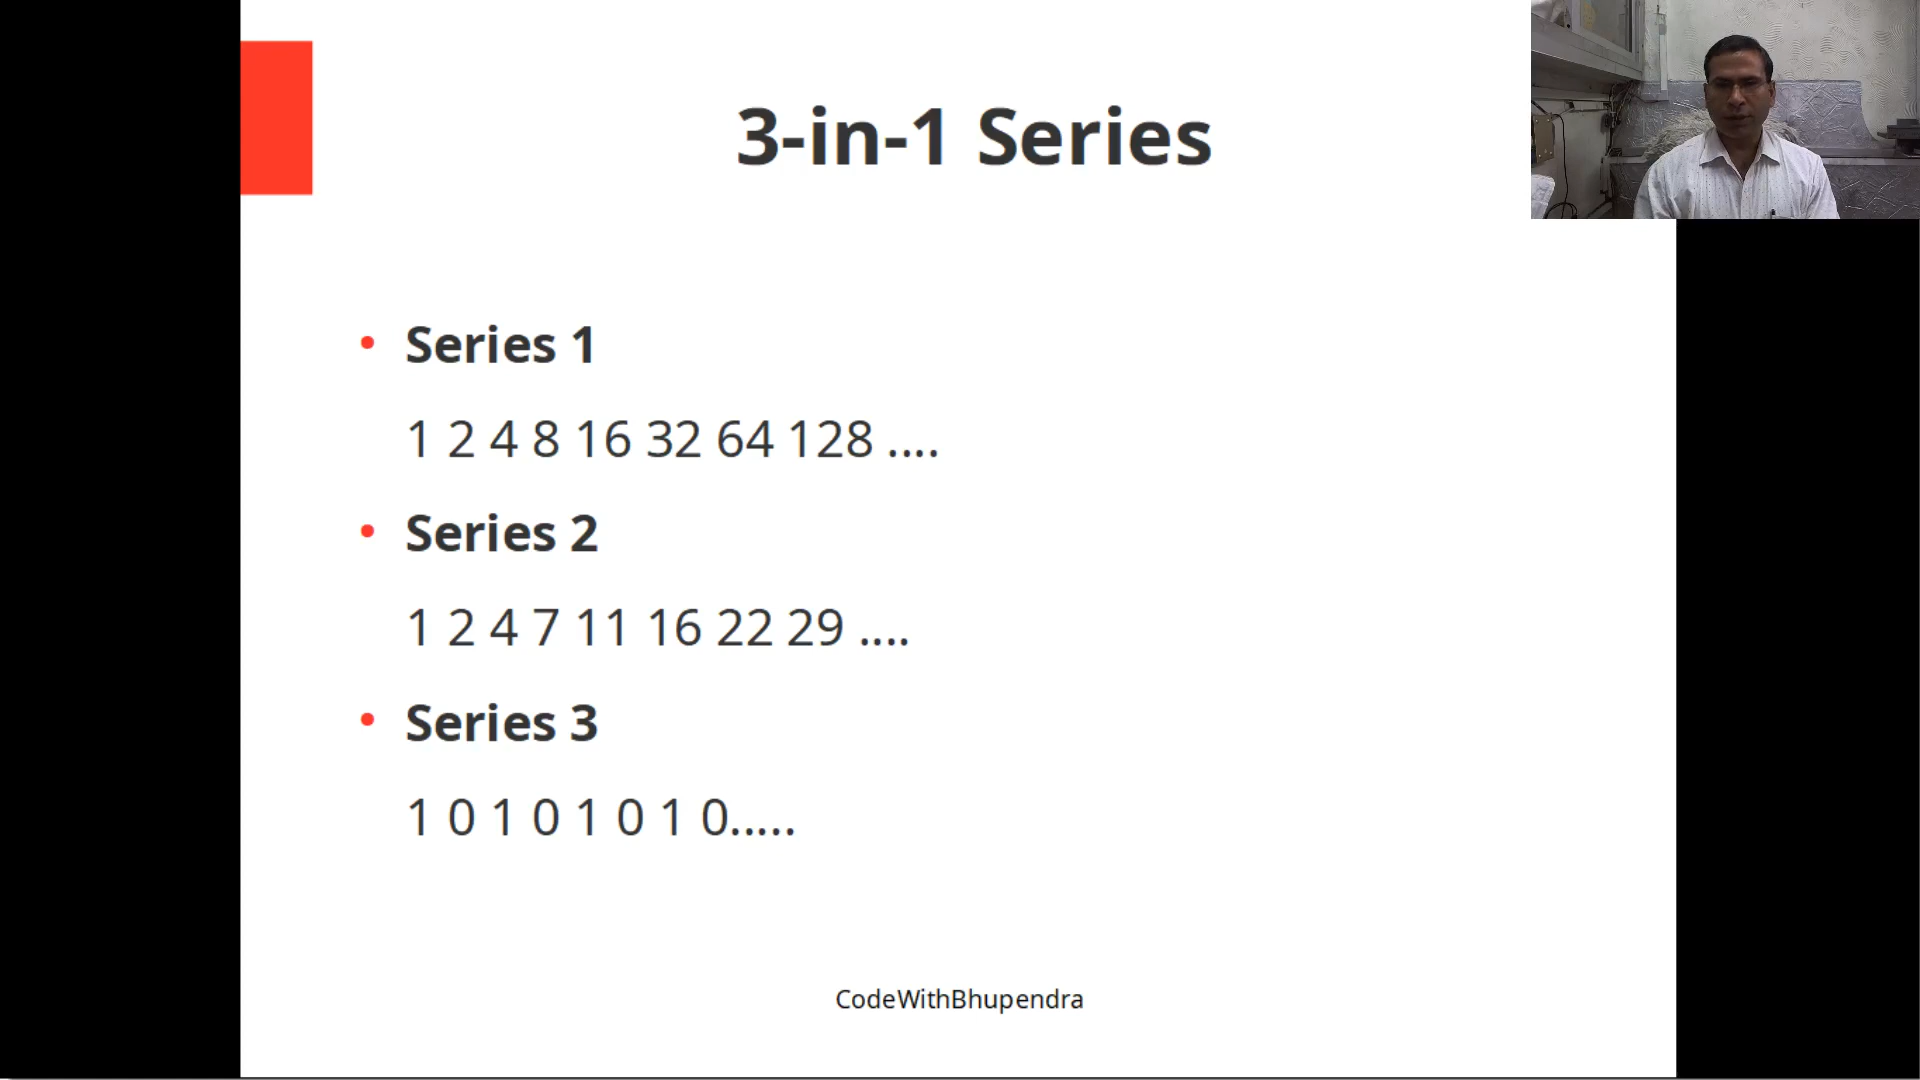 3-in-1 Series
• Series 1
1 2 4 8 16 32 64 128 ....
• Series 2
1 2 4 7 11 16 22 29 ....
• Series 3
1 0 1 0 1 0 1 0.....
CodeWithBhupendra